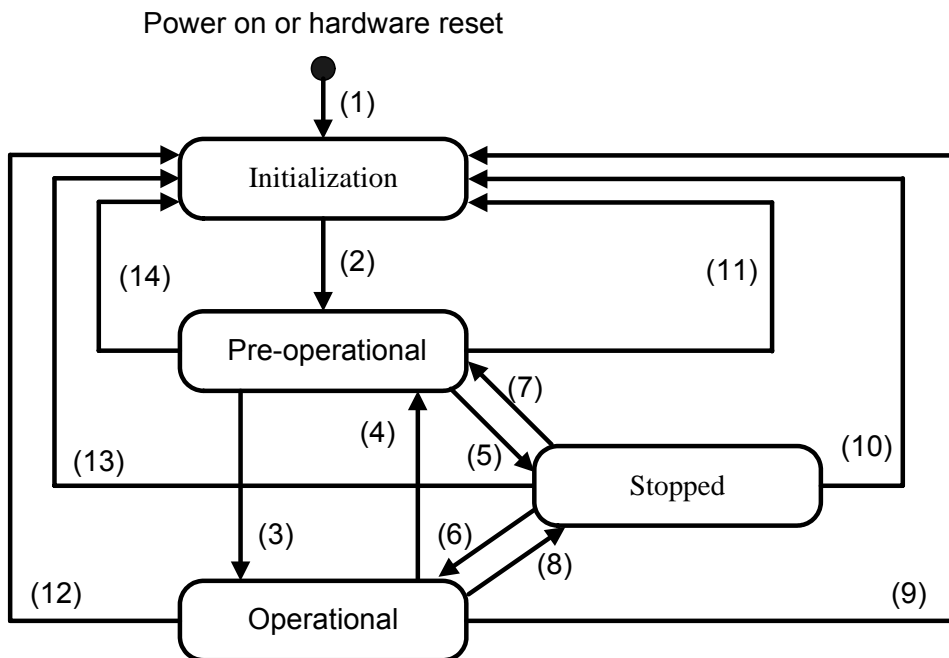 Power on or hardware reset
(1)
Initialization
(2)
(14)
(11)
Pre-operational
(7)
(4)
(5)
(13)
(10)
Stopped
(3)
(6)
(8)
(12)
(9)
Operational